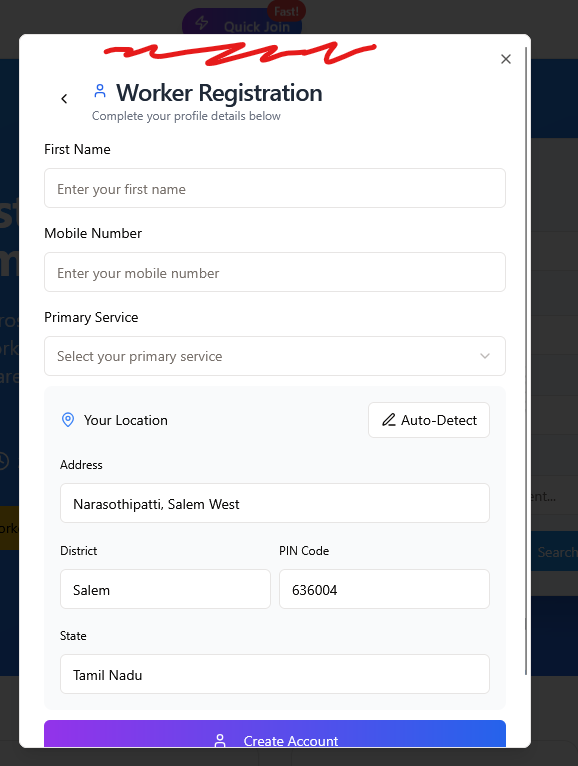 Fast!
Quick Join
Worker Registration
Complete your profile details below
First Name
Enter your first name
Mobile Number
Enter your mobile number
Primary Service
Select your primary service
Your Location
Auto-Detect
Address
Narasothipatti, Salem West
District
PIN Code
Salem
636004
State
Tamil Nadu
Create Account
Search